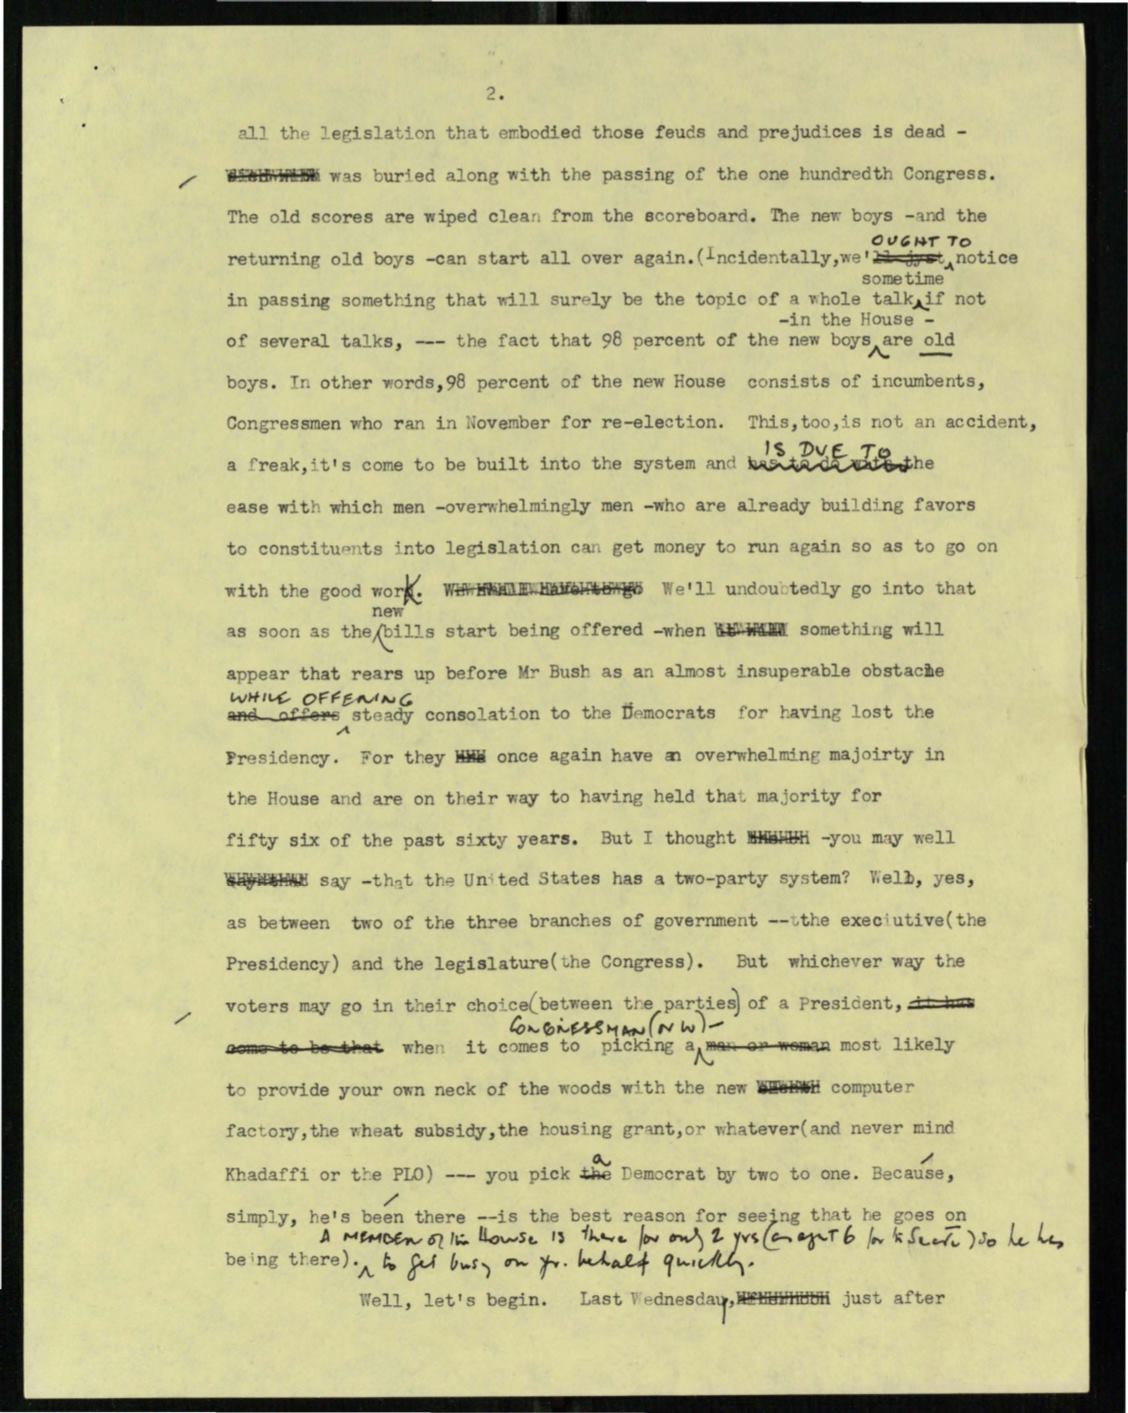 2.
all the legislation that embodied those feuds and prejudices is dead -
was buried along with the passing of the one hundredth Congress.
The old scores are wiped clean from the scoreboard. The new boys -and the
OUGHT TO
returning old boys -can start all over again.(Incidentally,we'll just notice
sometime
in passing something that will surely be the topic of a whole talk if not
-in the House -
of several talks, --- the fact that 98 percent of the new boys are old
boys. In other words,98 percent of the new House consists of incumbents,
Congressmen who ran in November for re-election. This,too,is not an accident,
IS DUE TO
a freak,it's come to be built into the system and has to do with the
ease with which men -overwhelmingly men -who are already building favors
to constituents into legislation can get money to run again so as to go on
with the good work. We'll undoubtedly go into that
new
as soon as the bills start being offered -when something will
appear that rears up before Mr Bush as an almost insuperable obstacle
WHILE OFFERING
and offers steady consolation to the Democrats for having lost the
Presidency. For they once again have an overwhelming majoirty in
the House and are on their way to having held that majority for
fifty six of the past sixty years. But I thought -you may well
say -that the United States has a two-party system? Well, yes,
as between two of the three branches of government --the execiutive(the
Presidency) and the legislature(the Congress). But whichever way the
voters may go in their choice(between the parties) of a President, it has
CONGRESSMAN (OR W)-
come to be that when it comes to picking a man or woman most likely
to provide your own neck of the woods with the new computer
factory,the wheat subsidy,the housing grant,or whatever(and never mind
a
Khadaffi or the PLO) --- you pick the Democrat by two to one. Because,
simply, he's been there --is the best reason for seeing that he goes on
A MEMBER of the House is there for only 2 yrs (as agst 6 for the Senate) so he has
being there). to get busy on yr. behalf quickly.
Well, let's begin. Last Wednesday, just after